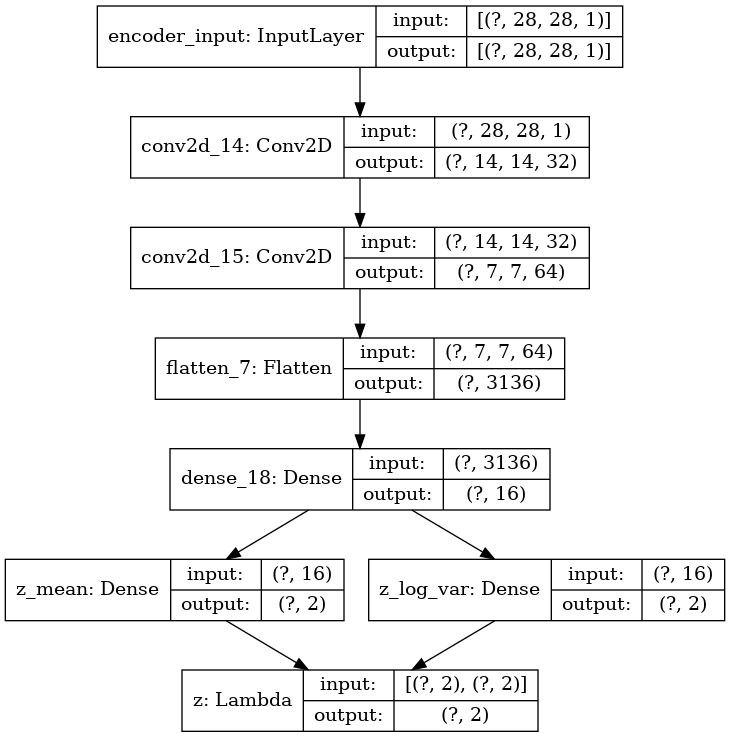 encoder_input: InputLayer
input: [(?, 28, 28, 1)]
output: [(?, 28, 28, 1)]
conv2d_14: Conv2D
input: (?, 28, 28, 1)
output: (?, 14, 14, 32)
conv2d_15: Conv2D
input: (?, 14, 14, 32)
output: (?, 7, 7, 64)
flatten_7: Flatten
input: (?, 7, 7, 64)
output: (?, 3136)
dense_18: Dense
input: (?, 3136)
output: (?, 16)
z_mean: Dense
input: (?, 16)
output: (?, 2)
z_log_var: Dense
input: (?, 16)
output: (?, 2)
z: Lambda
input: [(?, 2), (?, 2)]
output: (?, 2)